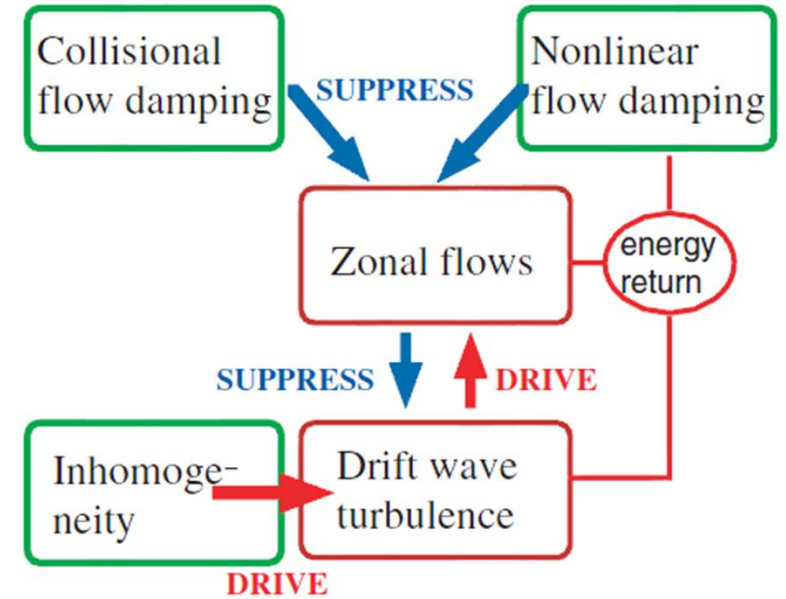 Collisional
flow damping
SUPPRESS
Nonlinear
flow damping
Zonal flows
energy
return
SUPPRESS
DRIVE
Inhomoge-
neity
Drift wave
turbulence
DRIVE